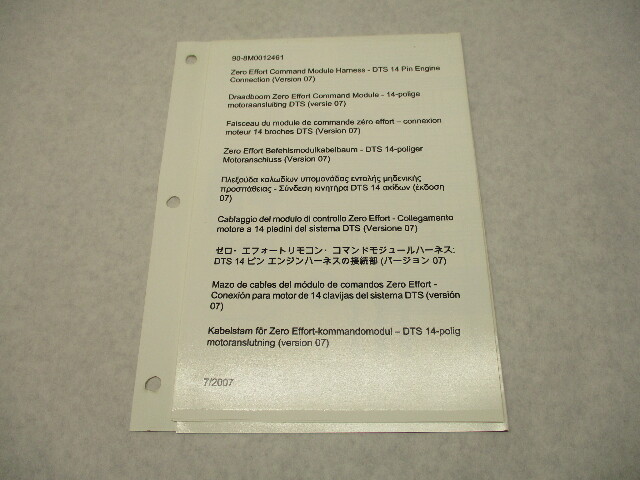 90-8M0012461
Zero Effort Command Module Harness - DTS 14 Pin Engine
Connection (Version 07)
Draadboom Zero Effort Command Module - 14-polige
motoraansluiting DTS (versie 07)
Faisceau du module de commande zéro effort – connexion
moteur 14 broches DTS (Version 07)
Zero Effort Befehlsmodulkabelbaum - DTS 14-poliger
Motoranschluss (Version 07)
Πλεξούδα καλωδίων υπομονάδας εντολής μηδενικής
προσπάθειας - Σύνδεση κινητήρα DTS 14 ακίδων (έκδοση
07)
Cablaggio del modulo di controllo Zero Effort - Collegamento
motore a 14 piedini del sistema DTS (Versione 07)
ゼロ・エフォートリモコン・コマンドモジュールハーネス:
DTS 14 ピン エンジンハーネスの接続部 (バージョン 07)
Mazo de cables del módulo de comandos Zero Effort -
Conexión para motor de 14 clavijas del sistema DTS (versión
07)
Kabelstam för Zero Effort-kommandomodul – DTS 14-polig
motoranslutning (version 07)
7/2007